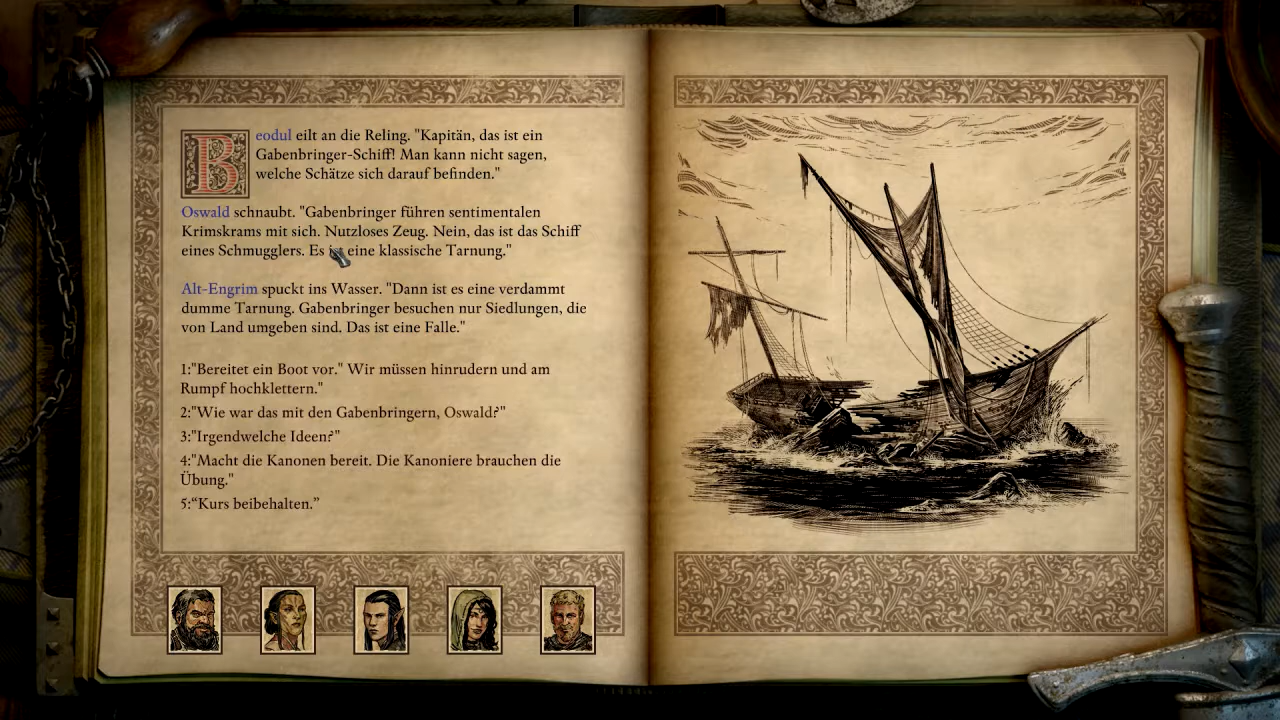 Beodul eilt an die Reling. "Kapitän, das ist ein
Gabenbringer-Schiff! Man kann nicht sagen,
welche Schätze sich darauf befinden."
Oswald schnaubt. "Gabenbringer führen sentimentalen
Krimskrams mit sich. Nutzloses Zeug. Nein, das ist das Schiff
eines Schmugglers. Es ist eine klassische Tarnung."
Alt-Engrim spuckt ins Wasser. "Dann ist es eine verdammt
dumme Tarnung. Gabenbringer besuchen nur Siedlungen, die
von Land umgeben sind. Das ist eine Falle."
1:"Bereitet ein Boot vor." Wir müssen hinrudern und am
Rumpf hochklettern."
2:"Wie war das mit den Gabenbringern, Oswald?"
3:"Irgendwelche Ideen?"
4:"Macht die Kanonen bereit. Die Kanoniere brauchen die
Übung."
5:“Kurs beibehalten.”